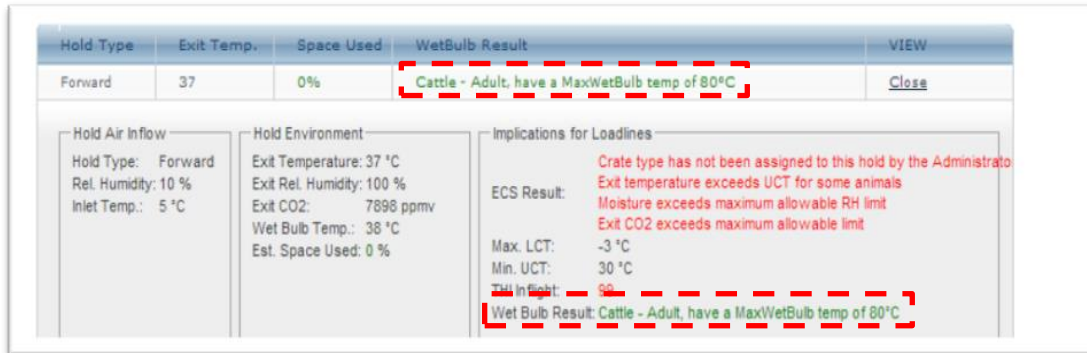 Hold Type Exit Temp. Space Used WetBulb Result VIEW
Forward 37 0% Cattle - Adult, have a MaxWetBulb temp of 80°C Close
Hold Air Inflow
Hold Type: Forward
Rel. Humidity: 10 %
Inlet Temp.: 5 °C
Hold Environment
Exit Temperature: 37 °C
Exit Rel. Humidity: 100 %
Exit CO2: 7898 ppmv
Wet Bulb Temp.: 38 °C
Est. Space Used: 0 %
Implications for Loadlines
ECS Result:
Crate type has not been assigned to this hold by the Administrato
Exit temperature exceeds UCT for some animals
Moisture exceeds maximum allowable RH limit
Exit CO2 exceeds maximum allowable limit
Max. LCT: -3 °C
Min. UCT: 30 °C
THI Inflight: 99
Wet Bulb Result: Cattle - Adult, have a MaxWetBulb temp of 80°C